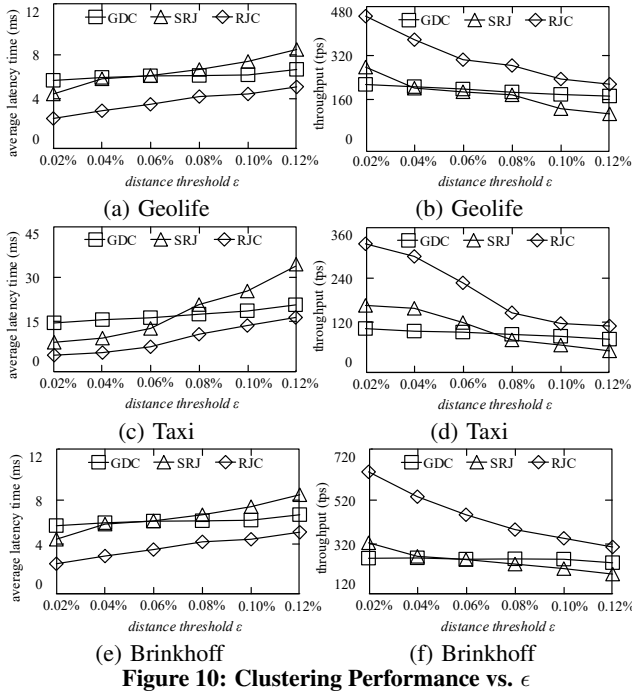 12
8
4
0
average latency time (ms)
GDC SRJ RJC
0.02% 0.04% 0.06% 0.08% 0.10% 0.12%
distance threshold ε
(a) Geolife
480
320
160
0
throughput (tps)
GDC SRJ RJC
0.02% 0.04% 0.06% 0.08% 0.10% 0.12%
distance threshold ε
(b) Geolife
45
30
15
0
average latency time (ms)
GDC SRJ RJC
0.02% 0.04% 0.06% 0.08% 0.10% 0.12%
distance threshold ε
(c) Taxi
360
240
120
0
throughput (tps)
GDC SRJ RJC
0.02% 0.04% 0.06% 0.08% 0.10% 0.12%
distance threshold ε
(d) Taxi
12
8
4
0
average latency time (ms)
GDC SRJ RJC
0.02% 0.04% 0.06% 0.08% 0.10% 0.12%
distance threshold ε
(e) Brinkhoff
720
520
320
120
throughput (tps)
GDC SRJ RJC
0.02% 0.04% 0.06% 0.08% 0.10% 0.12%
distance threshold ε
(f) Brinkhoff
Figure 10: Clustering Performance vs. ϵ